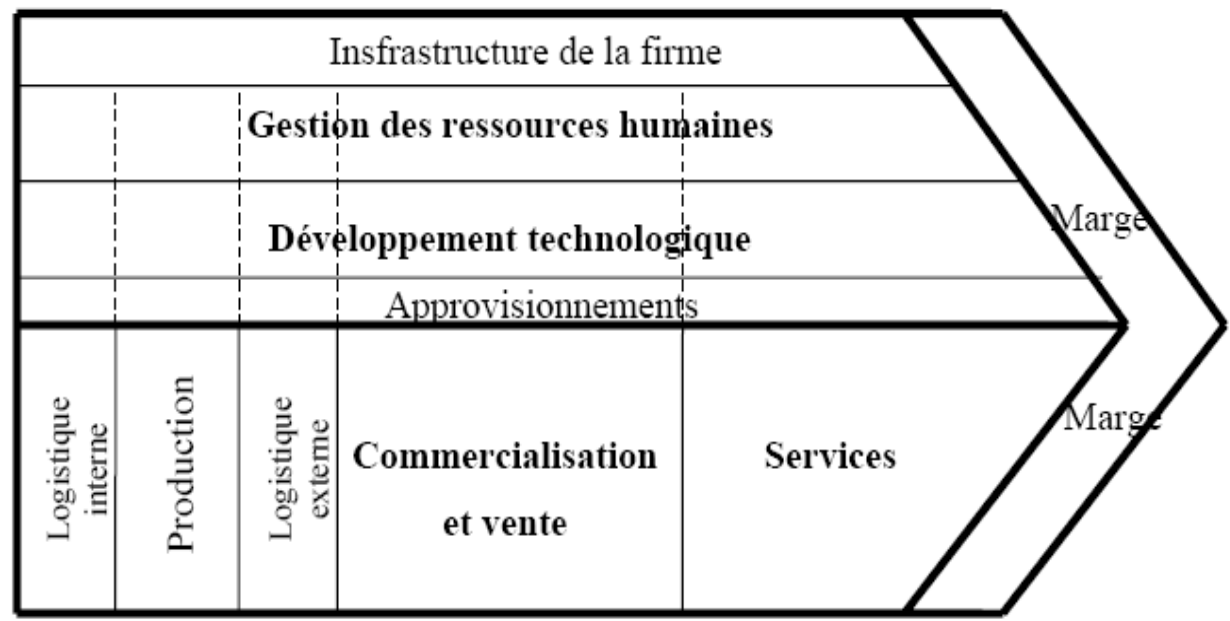 Insfrastructure de la firme
Gestion des ressources humaines
Développement technologique
Marge
Approvisionnements
Logistique
interne
Production
Logistique
externe
Commercialisation
et vente
Services
Marge